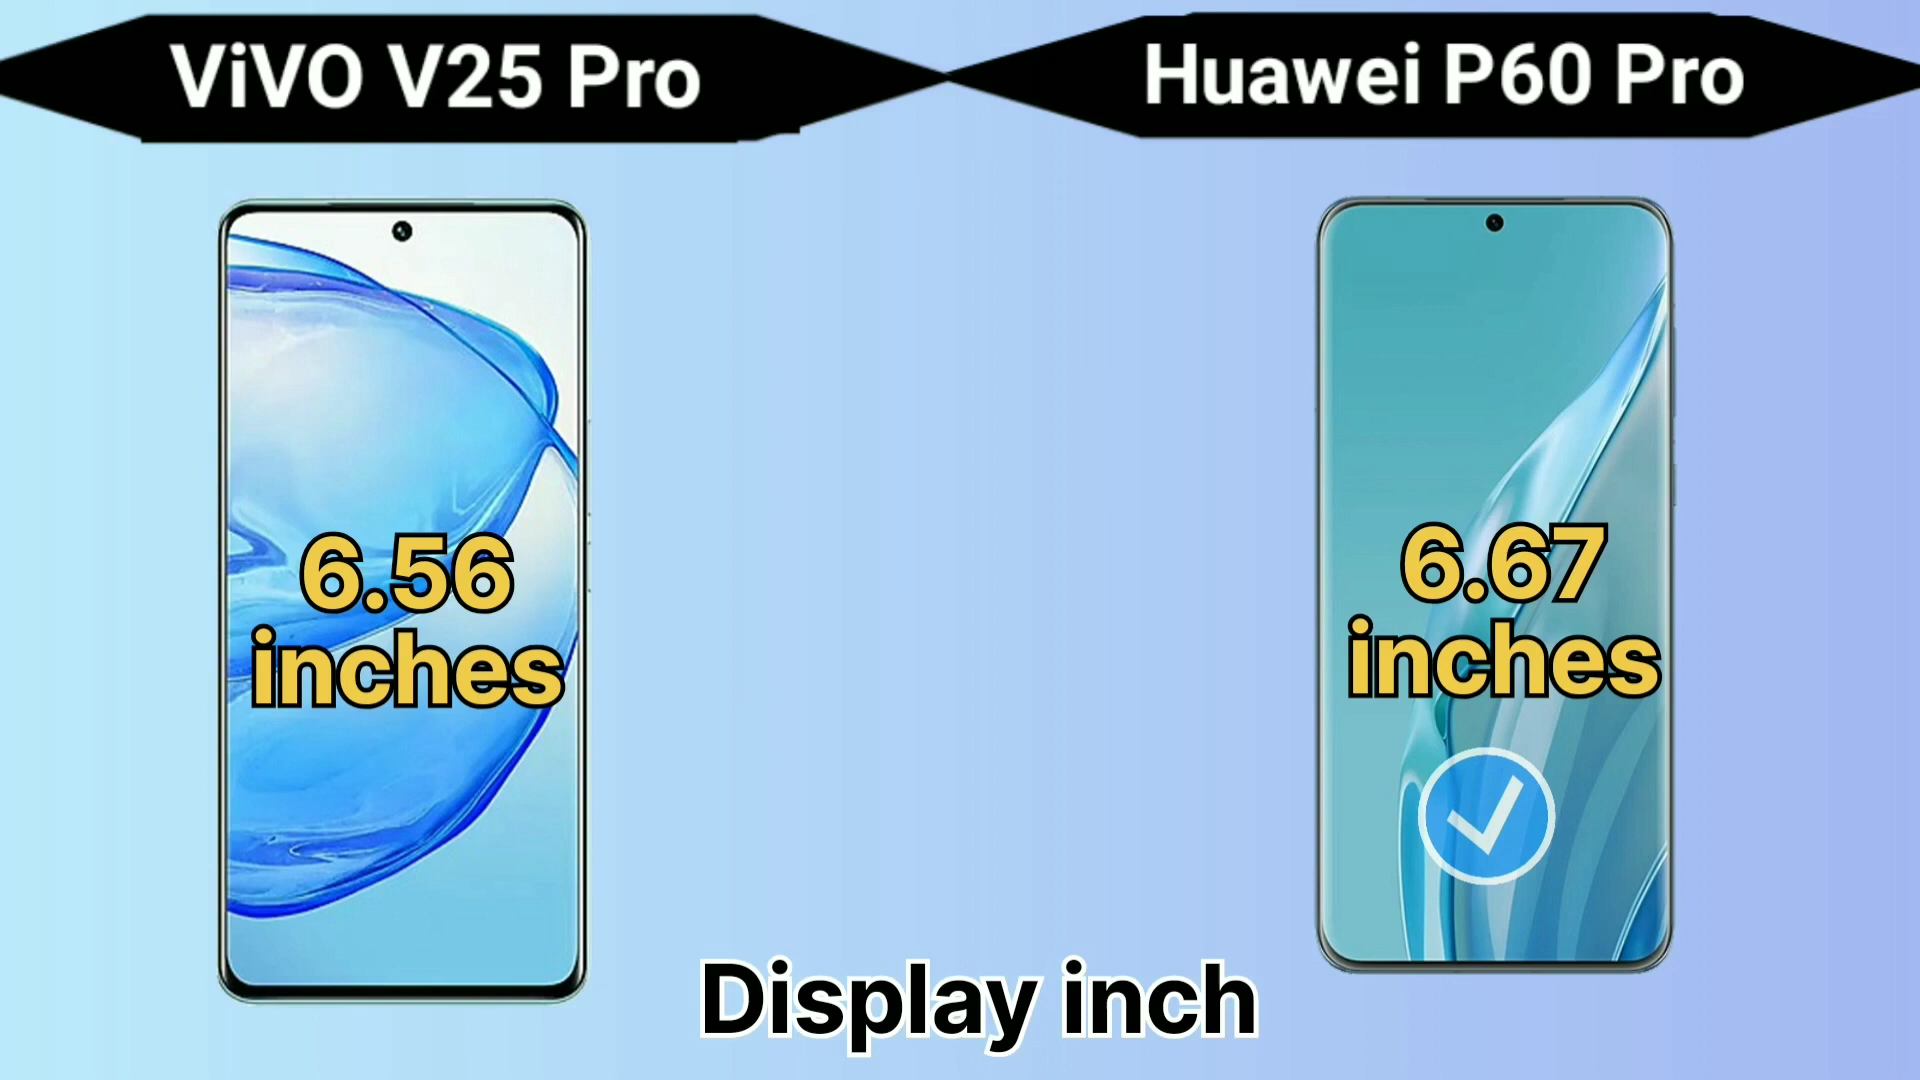 ViVO V25 Pro
Huawei P60 Pro
6.56
inches
6.67
inches
Display inch